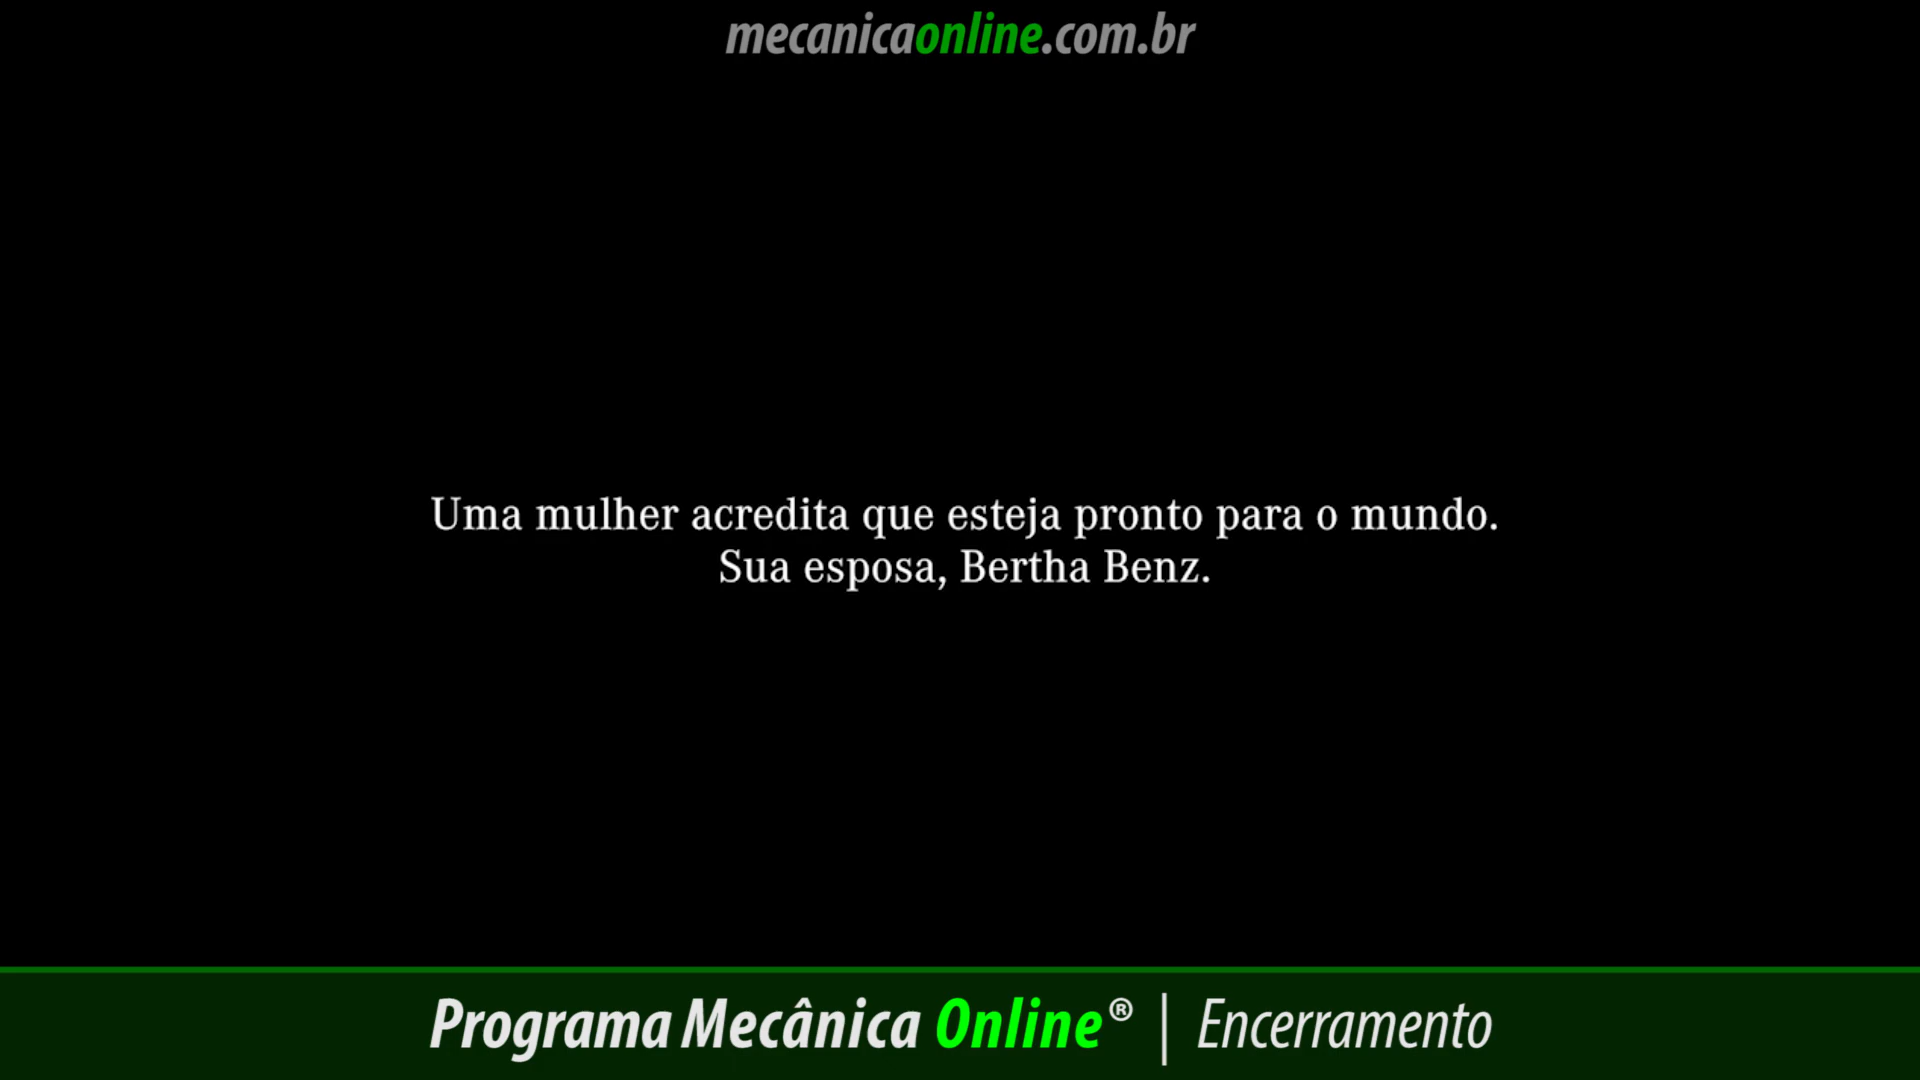 mecanicaonline.com.br
Uma mulher acredita que esteja pronto para o mundo.
Sua esposa, Bertha Benz.
Programa Mecânica Online® | Encerramento